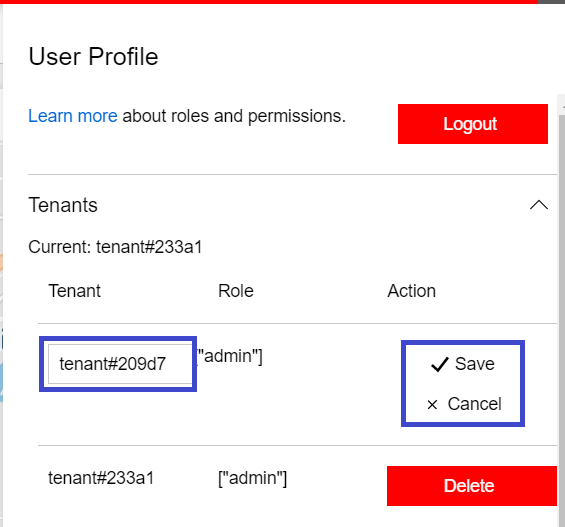 User Profile
Learn more about roles and permissions.
Logout
Tenants
Current: tenant#233a1
Tenant Role Action
tenant#209d7 ["admin"] Save
Cancel
tenant#233a1 ["admin"] Delete